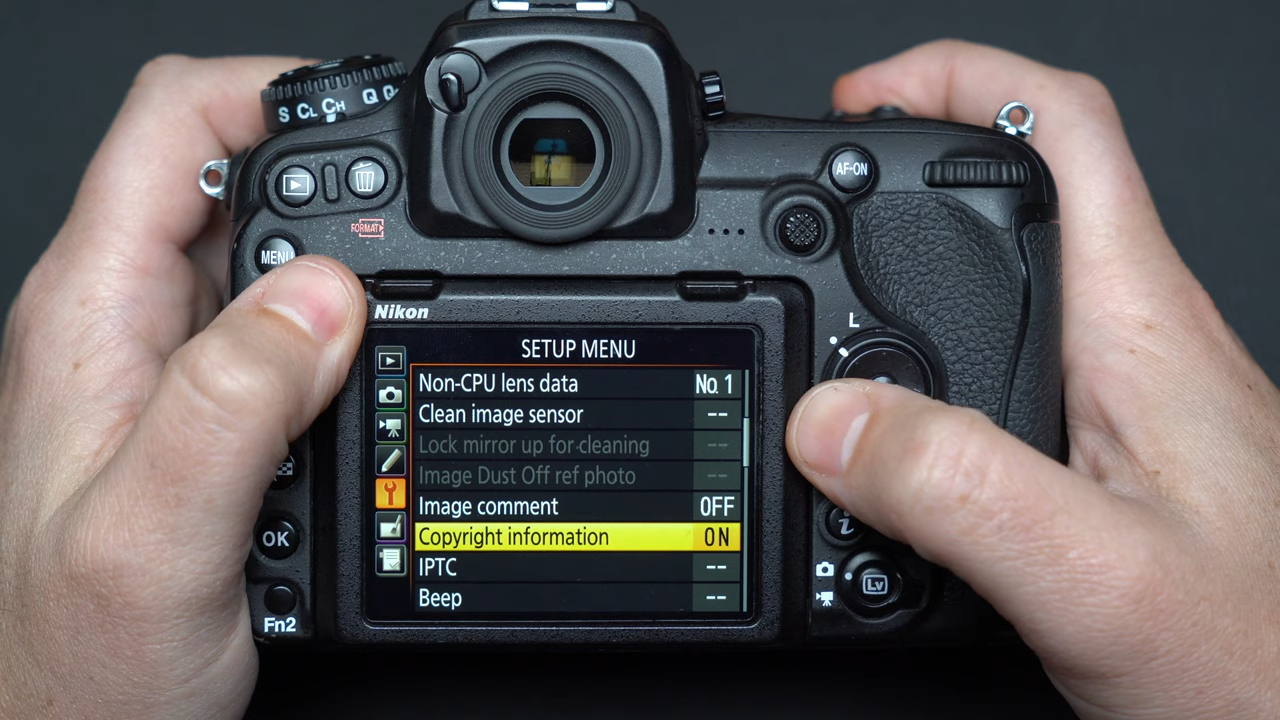 S CL CH Q Q
AF-ON
FORMAT
MENU
Nikon
L
SETUP MENU
Non-CPU lens data No. 1
Clean image sensor --
Lock mirror up for cleaning --
Image Dust Off ref photo --
Image comment OFF
Copyright information ON
IPTC --
Beep --
OK
i
Lv
Fn2